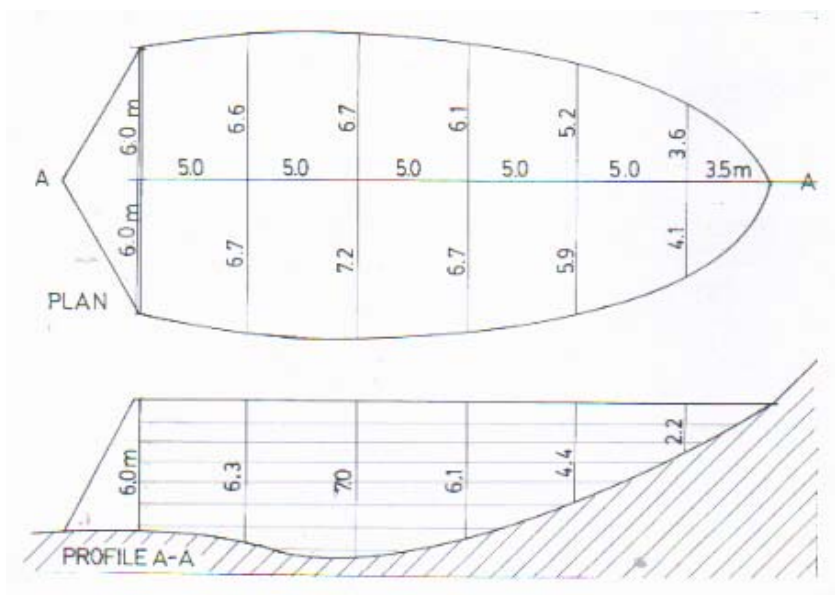 6.0 m 6.6 6.7 6.1 5.2 3.6
A 5.0 5.0 5.0 5.0 5.0 3.5m A
6.0 m 6.7 7.2 6.7 5.9 4.1
PLAN
6.0m 6.3 7.0 6.1 4.4 2.2
PROFILE A-A